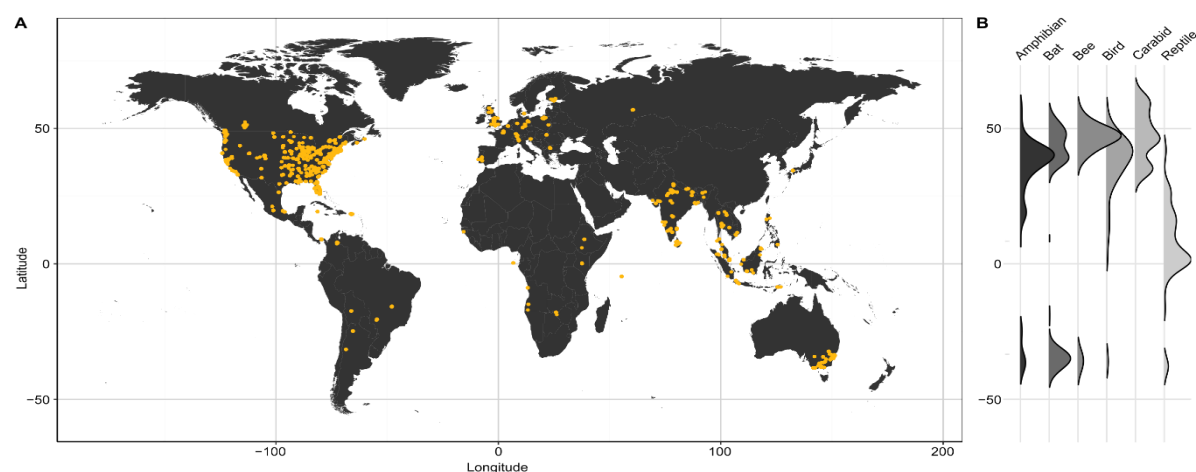 A
B
Amphibian
Bat
Bee
Bird
Carabid
Reptile
50
0
−50
Latitude
−100
0
100
200
Longitude
50
0
−50